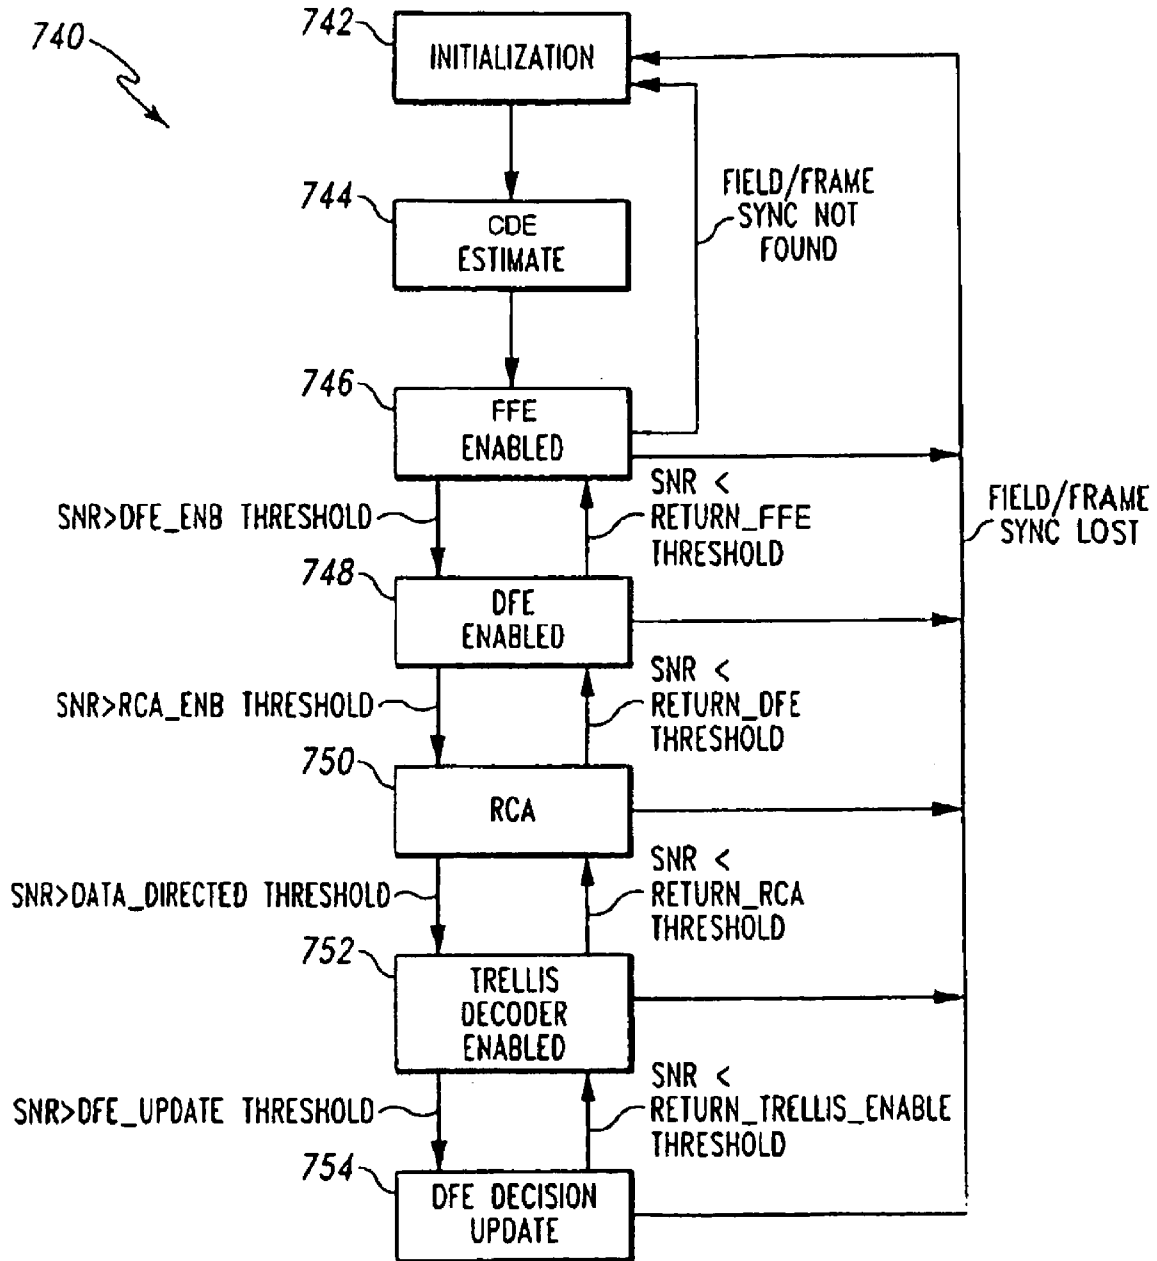 740
742
INITIALIZATION
744
CDE
ESTIMATE
FIELD/FRAME
SYNC NOT
FOUND
746
FFE
ENABLED
SNR>DFE_ENB THRESHOLD
SNR <
RETURN_FFE
THRESHOLD
FIELD/FRAME
SYNC LOST
748
DFE
ENABLED
SNR>RCA_ENB THRESHOLD
SNR <
RETURN_DFE
THRESHOLD
750
RCA
SNR>DATA_DIRECTED THRESHOLD
SNR <
RETURN_RCA
THRESHOLD
752
TRELLIS
DECODER
ENABLED
SNR>DFE_UPDATE THRESHOLD
SNR <
RETURN_TRELLIS_ENABLE
THRESHOLD
754
DFE DECISION
UPDATE